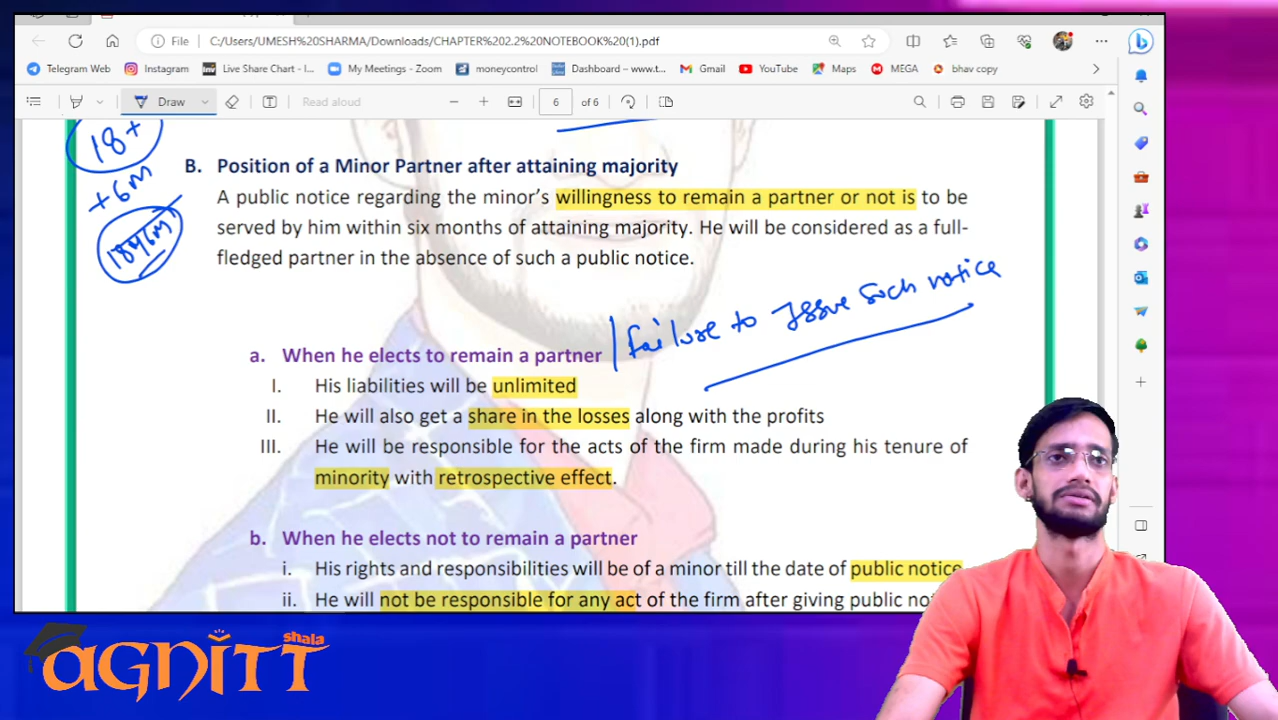 File C:/Users/UMESH%20SHARMA/Downloads/CHAPTER%202.2%20NOTEBOOK%20(1).pdf
Telegram Web Instagram Live Share Chart - I... My Meetings - Zoom moneycontrol Dashboard – www.t... Gmail YouTube Maps MEGA bhav copy
Draw Read aloud 6 of 6
18+
+6m
18+6m
B. Position of a Minor Partner after attaining majority
A public notice regarding the minor's willingness to remain a partner or not is to be
served by him within six months of attaining majority. He will be considered as a full-
fledged partner in the absence of such a public notice.
a. When he elects to remain a partner | failure to Issue such notice
I. His liabilities will be unlimited
II. He will also get a share in the losses along with the profits
III. He will be responsible for the acts of the firm made during his tenure of
minority with retrospective effect.
b. When he elects not to remain a partner
i. His rights and responsibilities will be of a minor till the date of public notice
ii. He will not be responsible for any act of the firm after giving public
agnitt shala